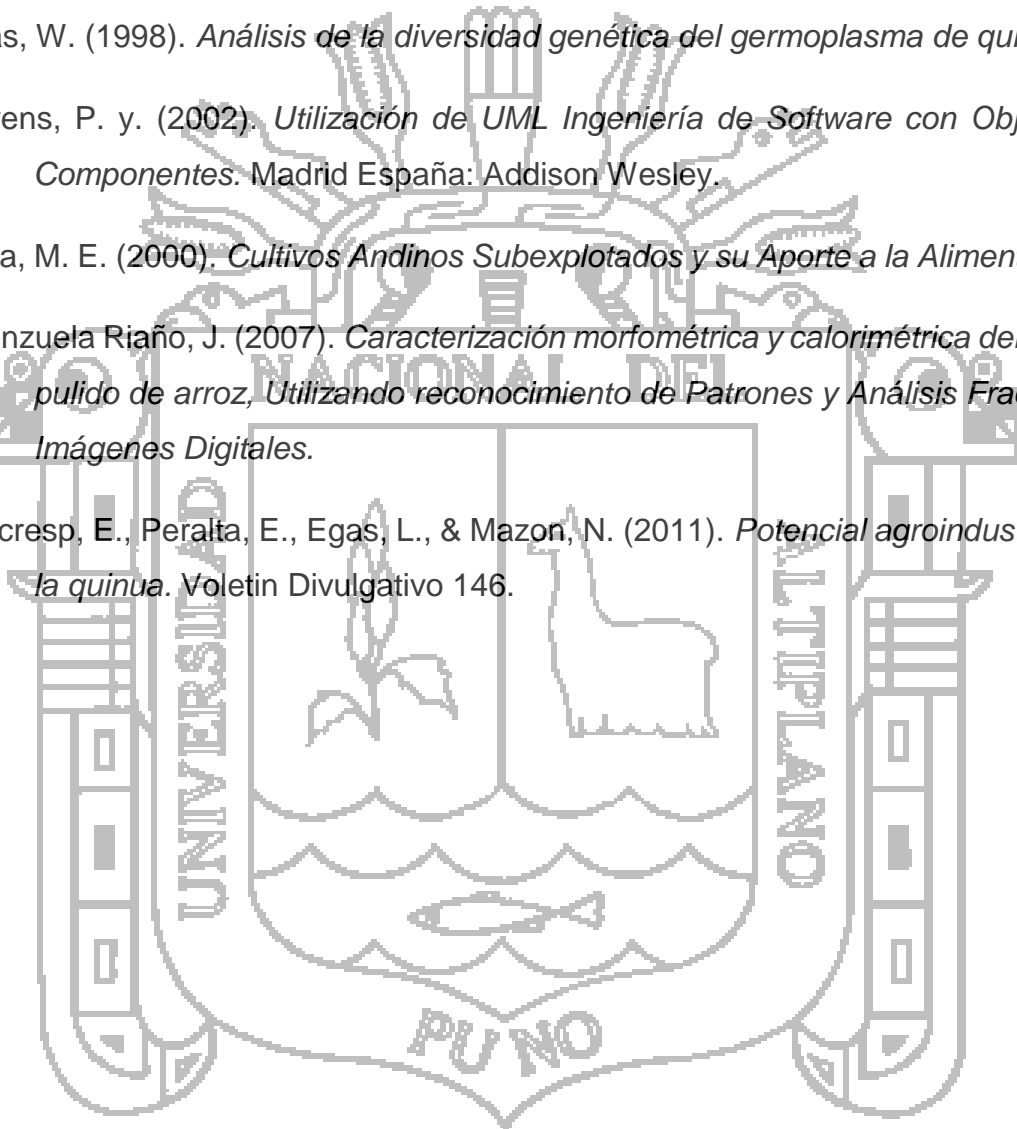 as, W. (1998). Análisis de la diversidad genética del germoplasma de qui
ens, P. y. (2002). Utilización de UML Ingeniería de Software con Obj
Componentes. Madrid España: Addison Wesley.
a, M. E. (2000). Cultivos Andinos Subexplotados y su Aporte a la Aliment
nzuela Riaño, J. (2007). Caracterización morfométrica y calorimétrica de
pulido de arroz, Utilizando reconocimiento de Patrones y Análisis Fra
Imágenes Digitales.
cresp, E., Peralta, E., Egas, L., & Mazon, N. (2011). Potencial agroindus
la quinua. Voletin Divulgativo 146.
NACIONAL DEL
UNIVERSIDAD
ALTIPLANO
PUNO